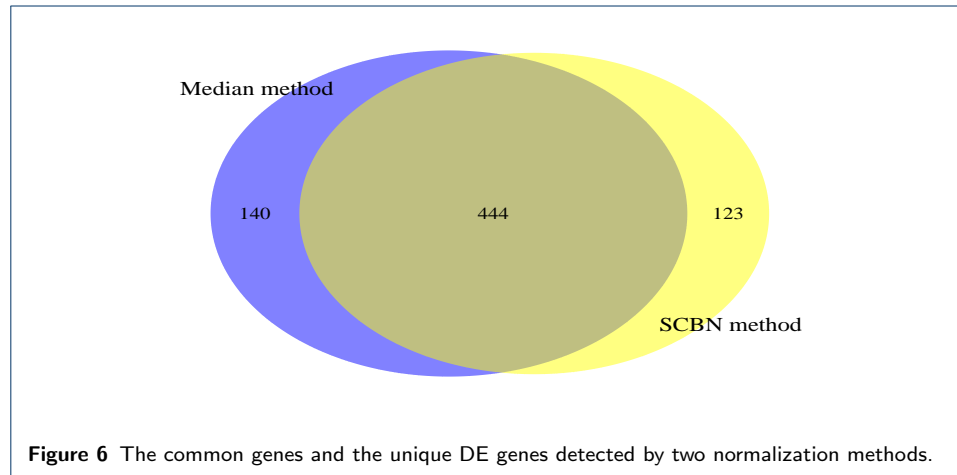 Median method
140
444
123
SCBN method
Figure 6 The common genes and the unique DE genes detected by two normalization methods.